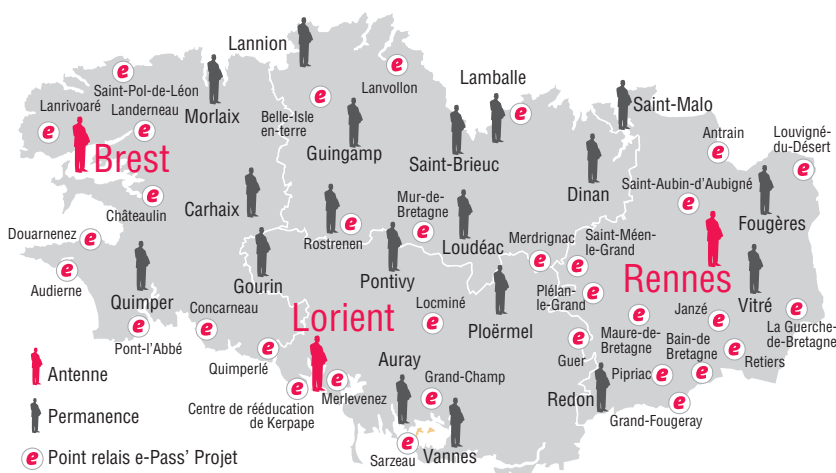 Lannion
Saint-Pol-de-Léon
Lanvollon
Lamballe
Lanrivoaré
Landerneau
Morlaix
Belle-Isle
en-terre
Saint-Malo
Antrain
Louvigné-
du-Désert
Brest
Guingamp
Saint-Brieuc
Dinan
Saint-Aubin-d'Aubigné
Châteaulin
Carhaix
Mur-de-
Bretagne
Fougères
Douarnenez
Rostrenen
Loudéac
Merdrignac
Saint-Méen-
le-Grand
Audierne
Quimper
Gourin
Pontivy
Rennes
Vitré
Concarneau
Lorient
Locminé
Ploërmel
Plélan-
le-Grand
Janzé
La Guerche-
de-Bretagne
Pont-l'Abbé
Maure-de-
Bretagne
Bain-de
Bretagne
Retiers
Quimperlé
Auray
Guer
Antenne
Merlevenez
Grand-Champ
Pipriac
Redon
Permanence
Centre de rééducation
de Kerpape
Grand-Fougeray
e Point relais e-Pass' Projet
Sarzeau
Vannes